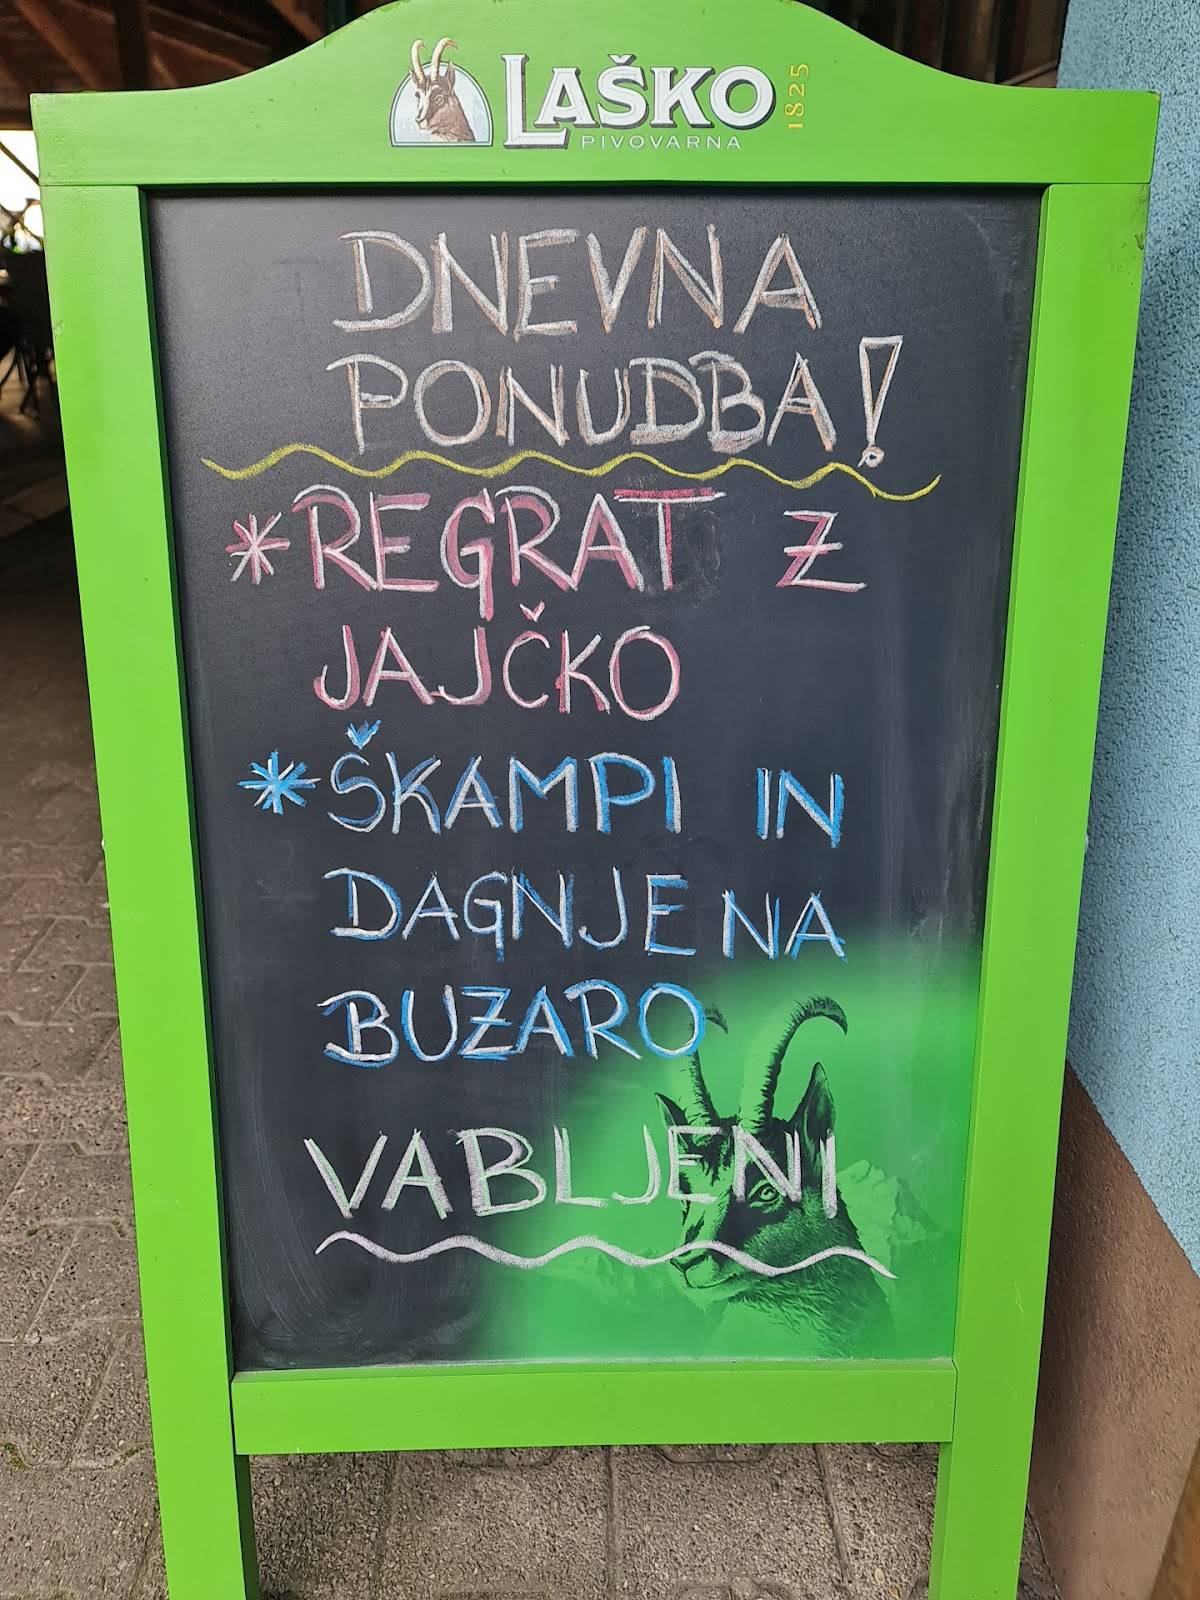 LAŠKO 1825
PIVOVARNA
DNEVNA
PONUDBA!
*REGRAT Z
JAJČKO
*ŠKAMPI IN
DAGNJE NA
BUZARO
VABLJENI